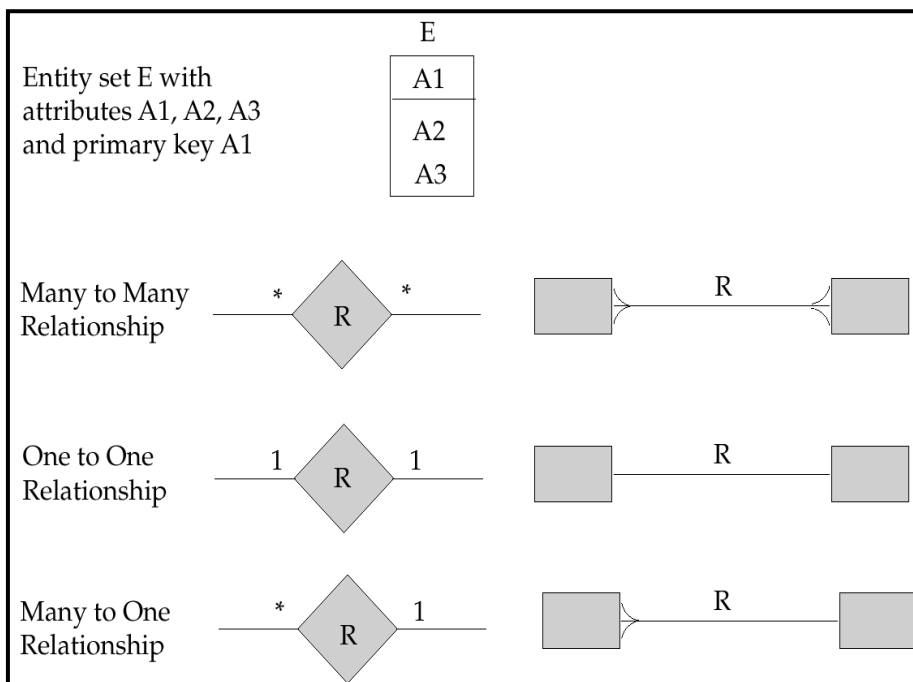 E
Entity set E with
attributes A1, A2, A3
and primary key A1
A1
A2
A3
Many to Many
Relationship
* R *
R
One to One
Relationship
1 R 1
R
Many to One
Relationship
* R 1
R